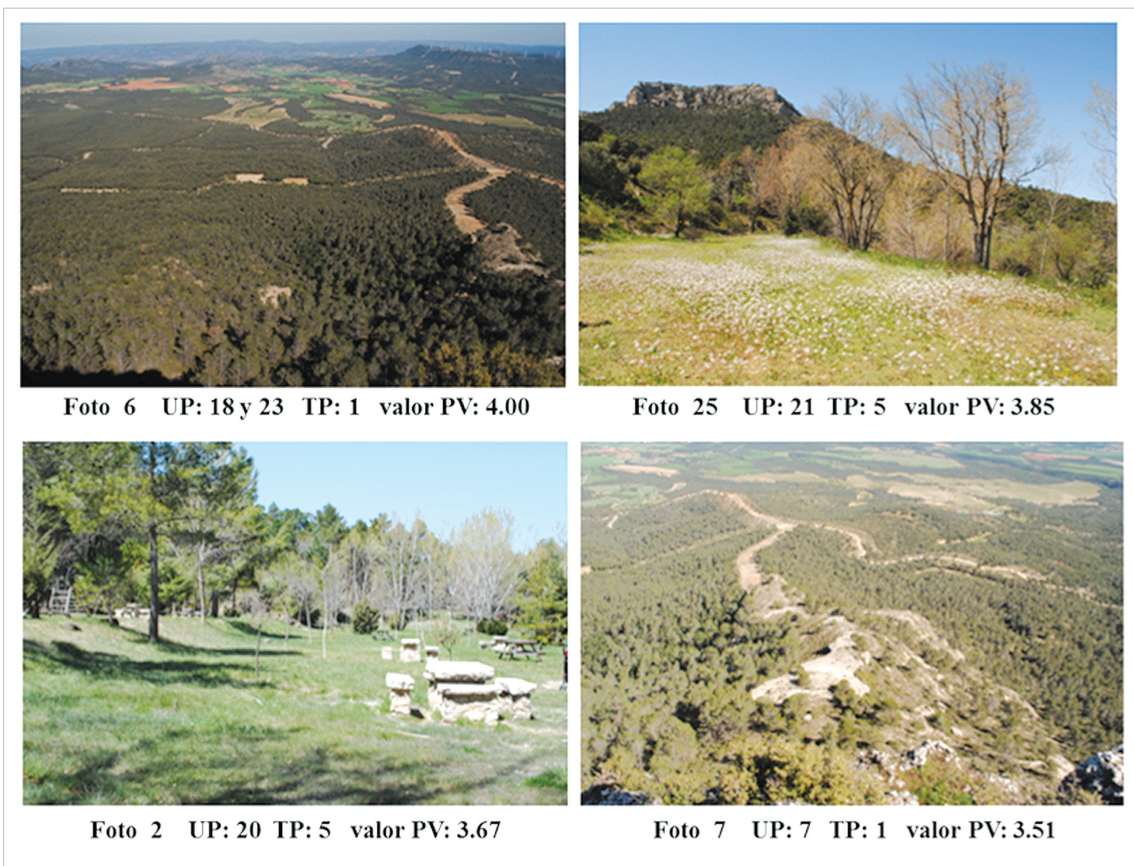 Foto 6 UP: 18 y 23 TP: 1 valor PV: 4.00
Foto 25 UP: 21 TP: 5 valor PV: 3.85
Foto 2 UP: 20 TP: 5 valor PV: 3.67
Foto 7 UP: 7 TP: 1 valor PV: 3.51